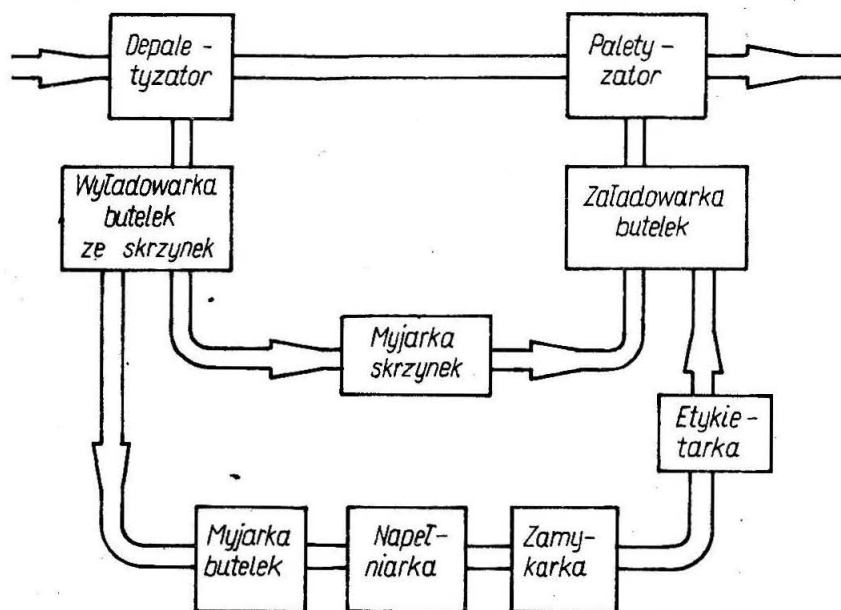 Depale-
tyzator
Palety-
zator
Wyładowarka
butelek
ze skrzynek
Załadowarka
butelek
Myjarka
skrzynek
Etykie-
tarka
Myjarka
butelek
Napeł-
niarka
Zamy-
karka